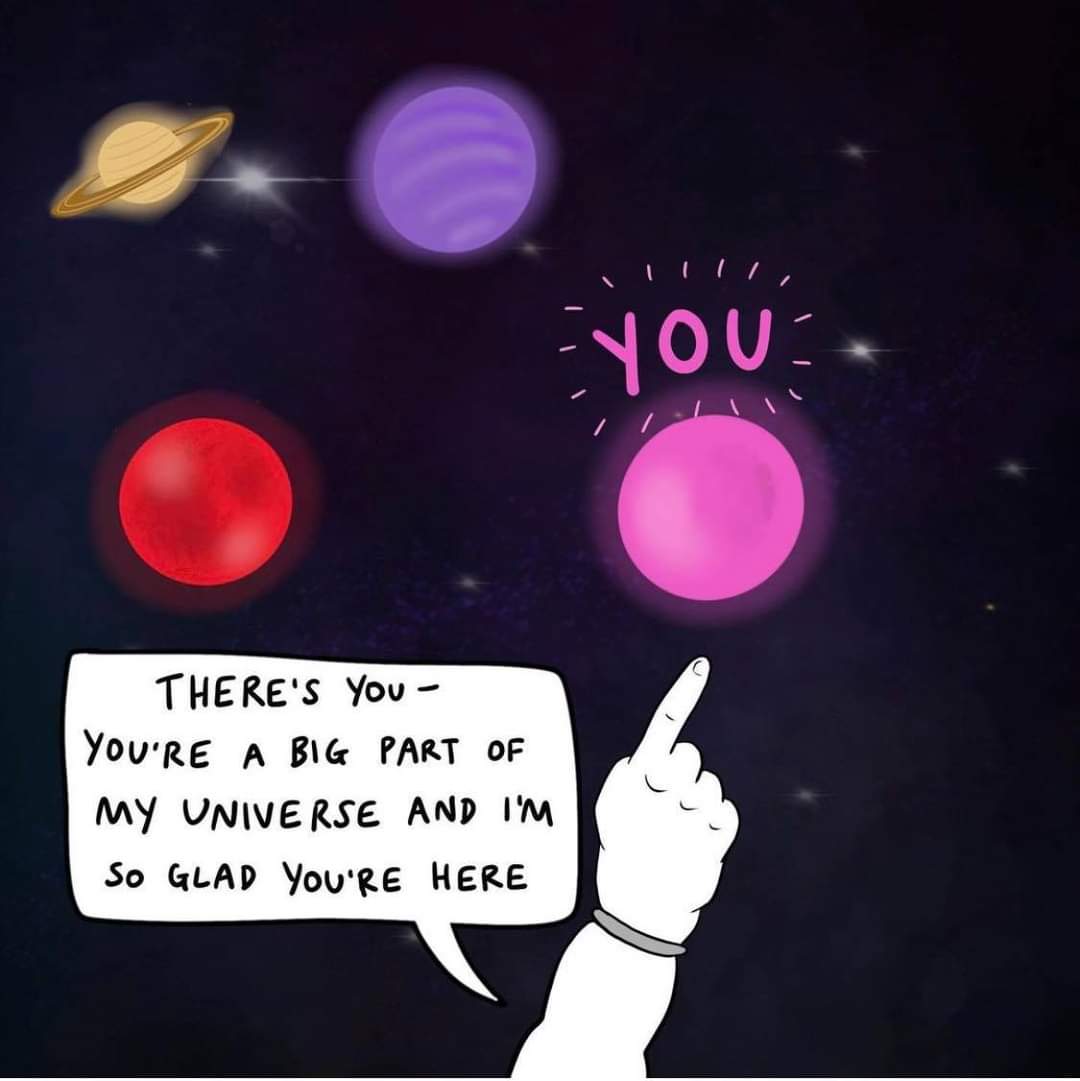 YOU
THERE'S YOU -
YOU'RE A BIG PART OF
MY UNIVERSE AND I'M
SO GLAD YOU'RE HERE